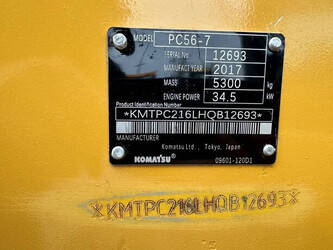 MODEL PC56-7
SERIAL No. 12693
MANUFACT YEAR 2017
MASS 5300 kg
ENGINE POWER 34.5 kW
Product Identification Number
*KMTPC216LHQB12693*
Manufacturer
Komatsu Ltd., Tokyo, Japan
KOMATSU 09601-120D1
*KMTPC216LHQB12693*